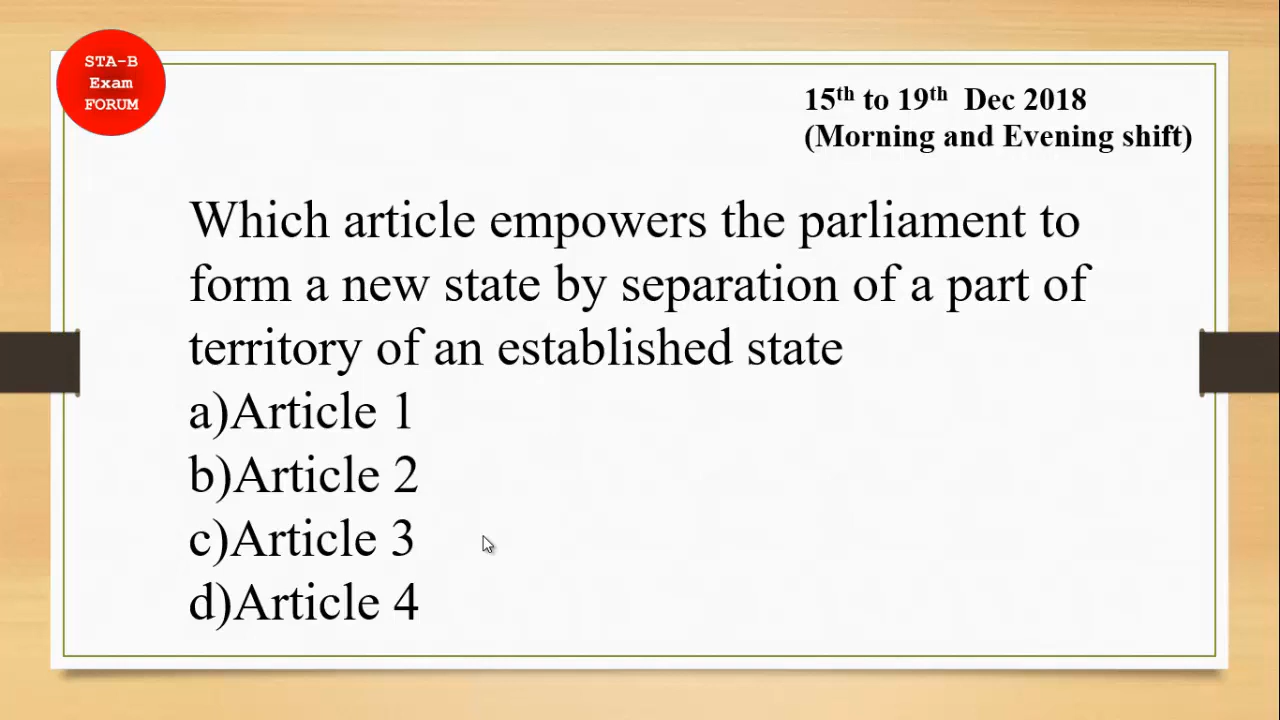 STA-B
Exam
FORUM
15th to 19th Dec 2018
(Morning and Evening shift)
Which article empowers the parliament to
form a new state by separation of a part of
territory of an established state
a)Article 1
b)Article 2
c)Article 3
d)Article 4